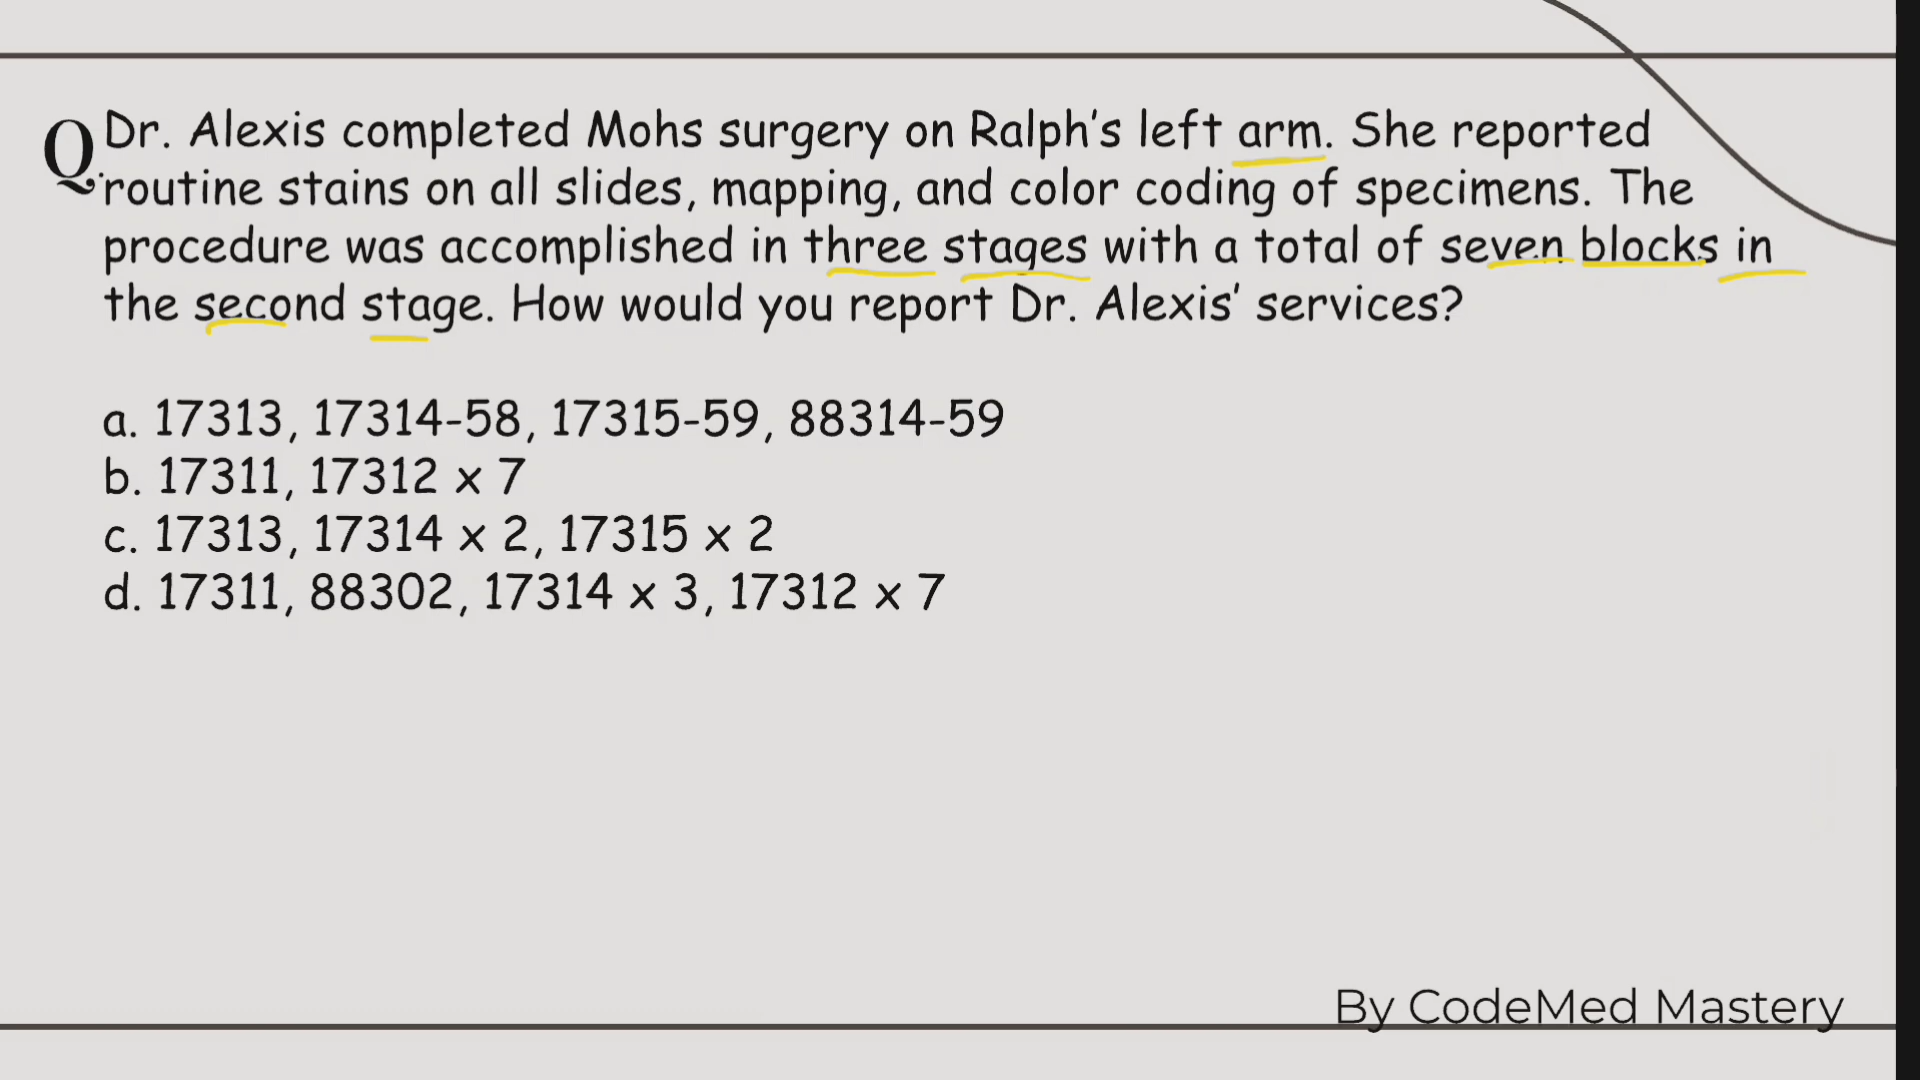 Q. Dr. Alexis completed Mohs surgery on Ralph's left arm. She reported
routine stains on all slides, mapping, and color coding of specimens. The
procedure was accomplished in three stages with a total of seven blocks in
the second stage. How would you report Dr. Alexis' services?
a. 17313, 17314-58, 17315-59, 88314-59
b. 17311, 17312 x 7
c. 17313, 17314 x 2, 17315 x 2
d. 17311, 88302, 17314 x 3, 17312 x 7
By CodeMed Mastery